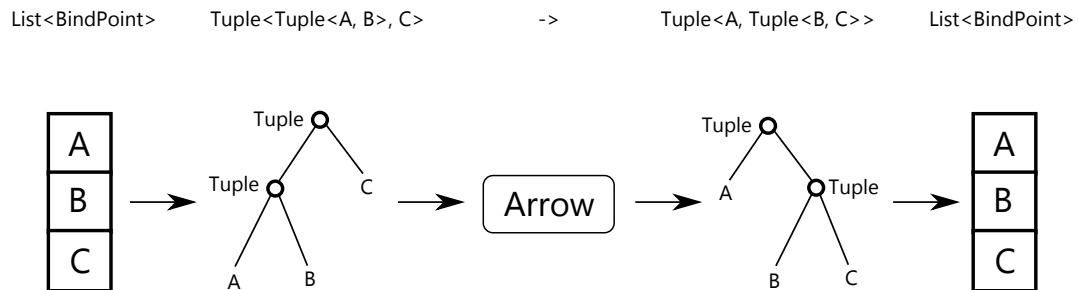 List<BindPoint> Tuple<Tuple<A, B>, C> -> Tuple<A, Tuple<B, C>> List<BindPoint>
A
B
C
Tuple
Tuple
C
A
B
Arrow
Tuple
A
Tuple
B
C
A
B
C